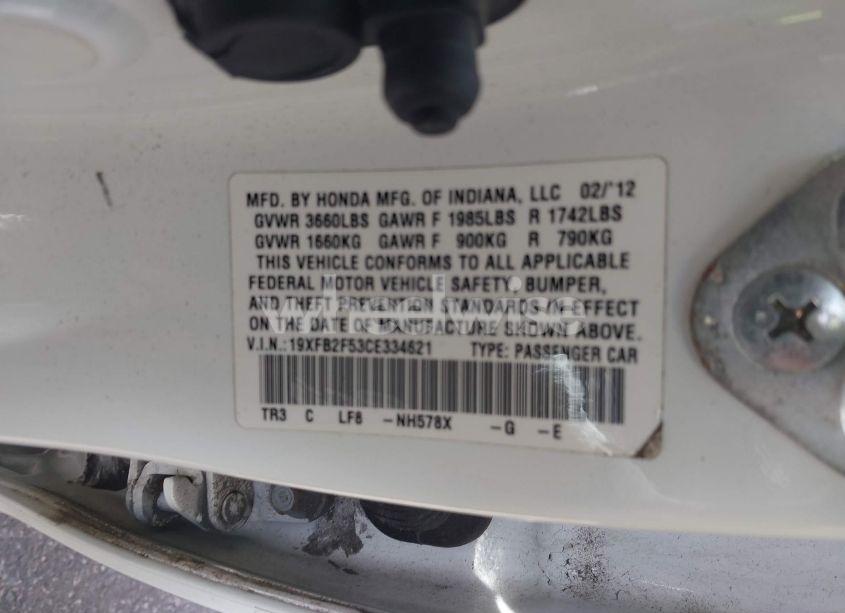 MFD. BY HONDA MFG. OF INDIANA, LLC 02/'12
GVWR 3660LBS GAWR F 1985LBS R 1742LBS
GVWR 1660KG GAWR F 900KG R 790KG
THIS VEHICLE CONFORMS TO ALL APPLICABLE
FEDERAL MOTOR VEHICLE SAFETY, BUMPER,
AND THEFT PREVENTION STANDARDS IN EFFECT
ON THE DATE OF MANUFACTURE SHOWN ABOVE.
V.I.N.:19XFB2F53CE334621 TYPE: PASSENGER CAR
TR3 C LF8 -NH578X -G -E